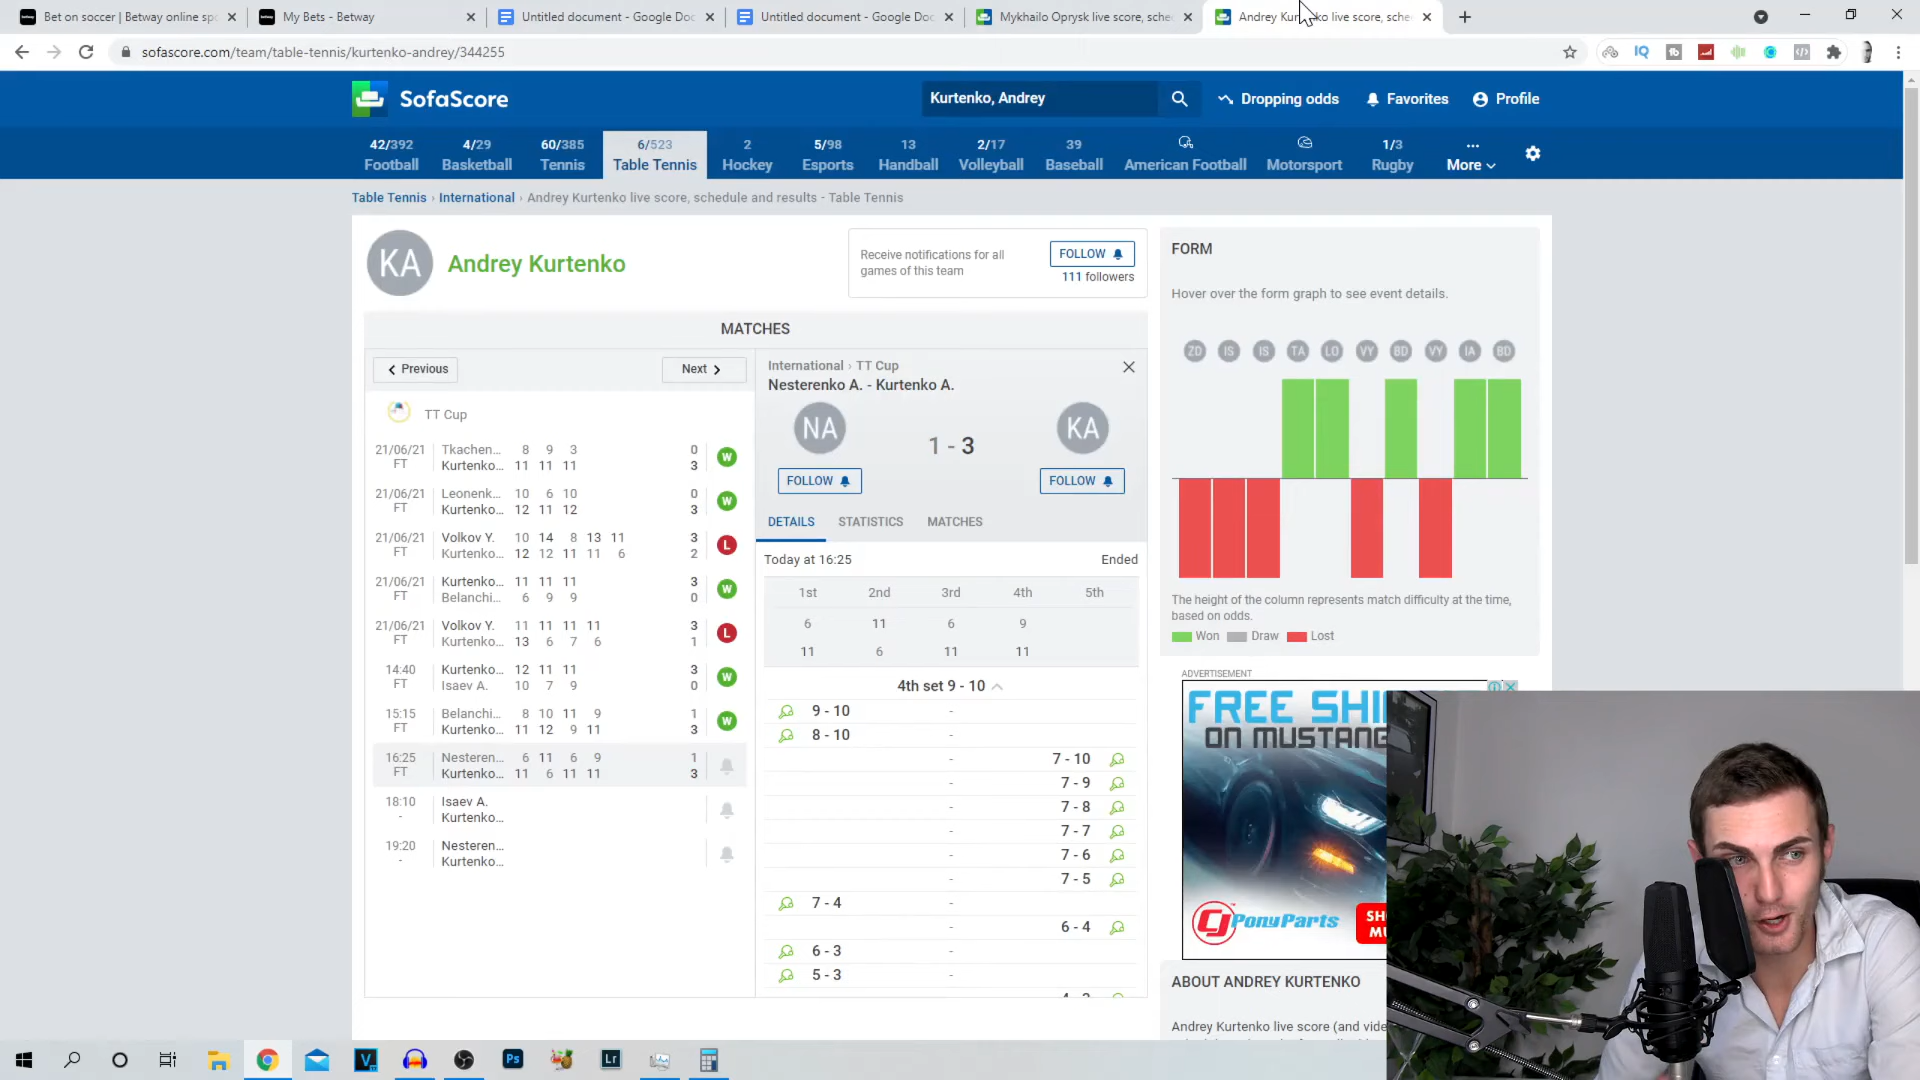 Bet on soccer | Betway online spo
My Bets - Betway
Untitled document - Google Doc
Untitled document - Google Doc
Mykhailo Oprysk live score, sche
Andrey Kurtenko live score, sche
sofascore.com/team/table-tennis/kurtenko-andrey/344255
SofaScore
Kurtenko, Andrey
Dropping odds
Favorites
Profile
42/392 4/29 60/385 6/523 2 5/98 13 2/17 39 1/3 ...
Football Basketball Tennis Table Tennis Hockey Esports Handball Volleyball Baseball American Football Motorsport Rugby More
Table Tennis › International › Andrey Kurtenko live score, schedule and results - Table Tennis
KA
Andrey Kurtenko
Receive notifications for all
games of this team
FOLLOW
111 followers
MATCHES
Previous
Next
TT Cup
21/06/21 Tkachen... 8 9 3 0
FT Kurtenko... 11 11 11 3
W
21/06/21 Leonenk... 10 6 10 0
FT Kurtenko... 12 11 12 3
W
21/06/21 Volkov Y. 10 14 8 13 11 3
FT Kurtenko... 12 12 11 11 6 2
L
21/06/21 Kurtenko... 11 11 11 3
FT Belanchi... 6 9 9 0
W
21/06/21 Volkov Y. 11 11 11 11 3
FT Kurtenko... 13 6 7 6 1
L
14:40 Kurtenko... 12 11 11 3
FT Isaev A. 10 7 9 0
W
15:15 Belanchi... 8 10 11 9 1
FT Kurtenko... 11 12 9 11 3
W
16:25 Nesteren... 6 11 6 9 1
FT Kurtenko... 11 6 11 11 3
18:10 Isaev A.
- Kurtenko...
19:20 Nesteren...
- Kurtenko...
International › TT Cup
Nesterenko A. - Kurtenko A.
NA
1 - 3
KA
FOLLOW
FOLLOW
DETAILS STATISTICS MATCHES
Today at 16:25 Ended
1st 2nd 3rd 4th 5th
6 11 6 9
11 6 11 11
4th set 9 - 10
9 - 10 -
8 - 10 -
- 7 - 10
- 7 - 9
- 7 - 8
- 7 - 7
- 7 - 6
- 7 - 5
7 - 4 -
- 6 - 4
6 - 3 -
5 - 3 -
FORM
Hover over the form graph to see event details.
ZD IS IS TA LO VY BD VY IA BD
The height of the column represents match difficulty at the time,
based on odds.
Won Draw Lost
ADVERTISEMENT
FREE SHI
ON MUSTANG
CJ PonyParts
SH
MU
ABOUT ANDREY KURTENKO
Andrey Kurtenko live score (and vide
Ps
Lr